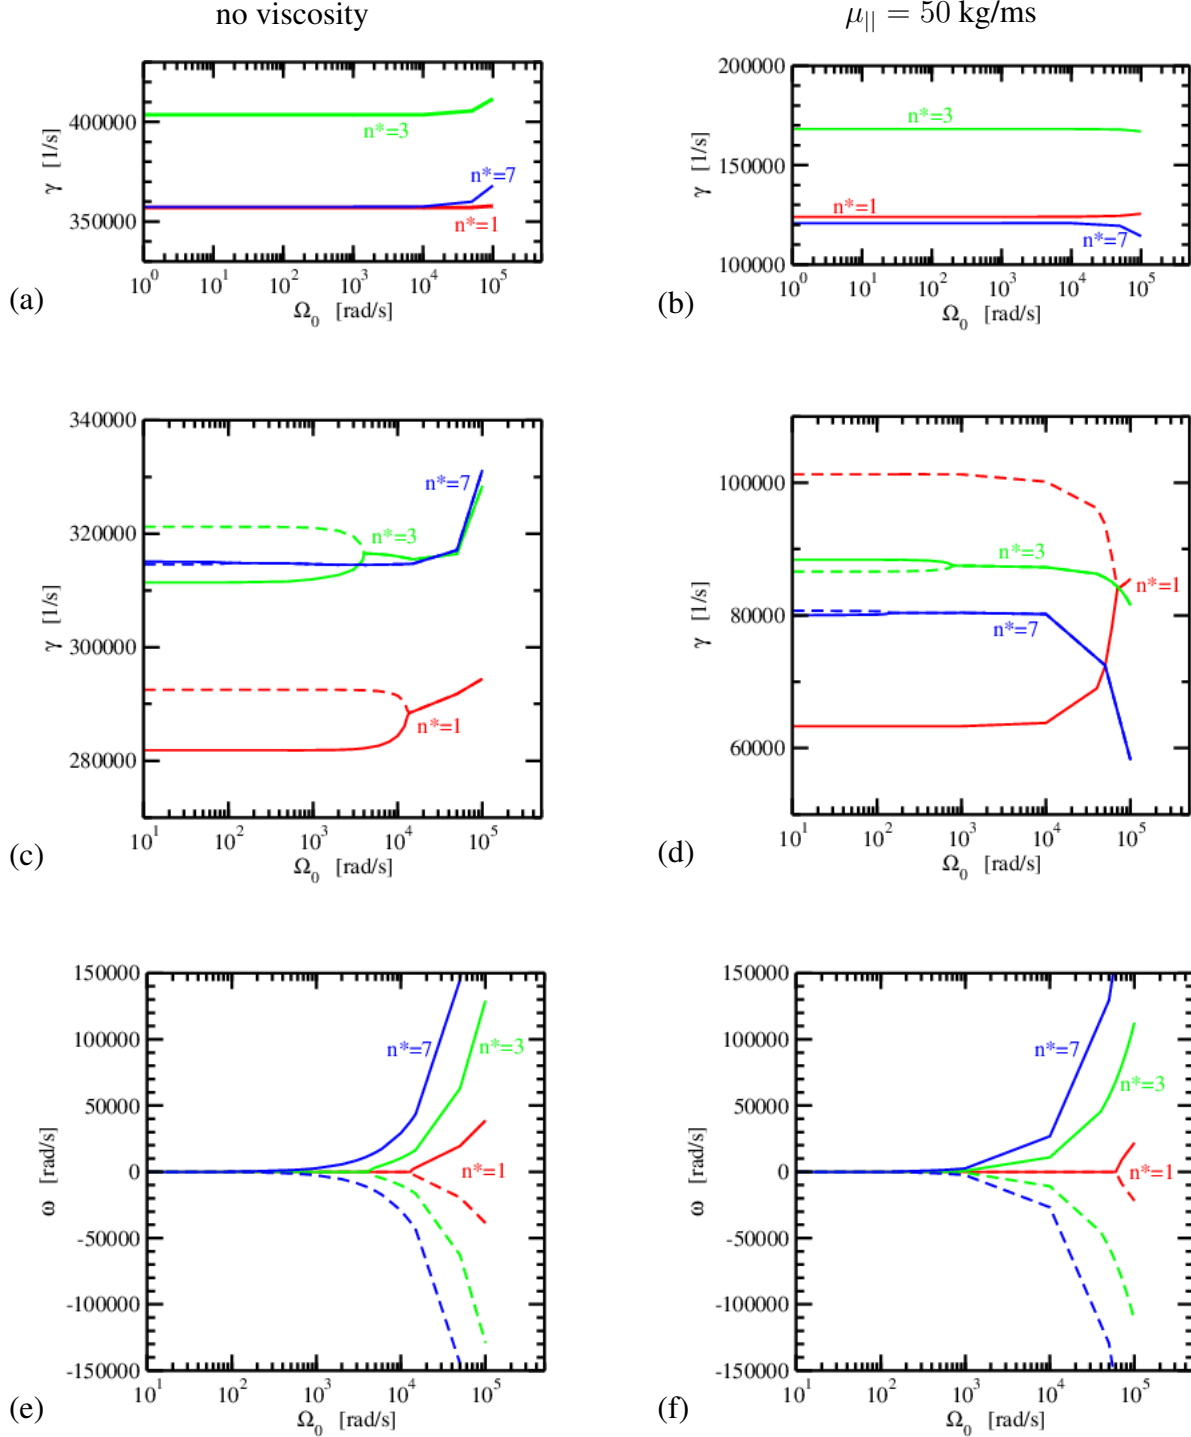 no viscosity
μ|| = 50 kg/ms
400000
350000
γ [1/s]
n*=3
n*=7
n*=1
10^0 10^1 10^2 10^3 10^4 10^5
Ω_0 [rad/s]
(a)
200000
150000
100000
γ [1/s]
n*=3
n*=1
n*=7
10^0 10^1 10^2 10^3 10^4 10^5
Ω_0 [rad/s]
(b)
340000
320000
300000
280000
γ [1/s]
n*=7
n*=3
n*=1
10^1 10^2 10^3 10^4 10^5
Ω_0 [rad/s]
(c)
100000
80000
60000
γ [1/s]
n*=3
n*=1
n*=7
10^1 10^2 10^3 10^4 10^5
Ω_0 [rad/s]
(d)
150000
100000
50000
0
-50000
-100000
-150000
ω [rad/s]
n*=7
n*=3
n*=1
10^1 10^2 10^3 10^4 10^5
Ω_0 [rad/s]
(e)
150000
100000
50000
0
-50000
-100000
-150000
ω [rad/s]
n*=7
n*=3
n*=1
10^1 10^2 10^3 10^4 10^5
Ω_0 [rad/s]
(f)